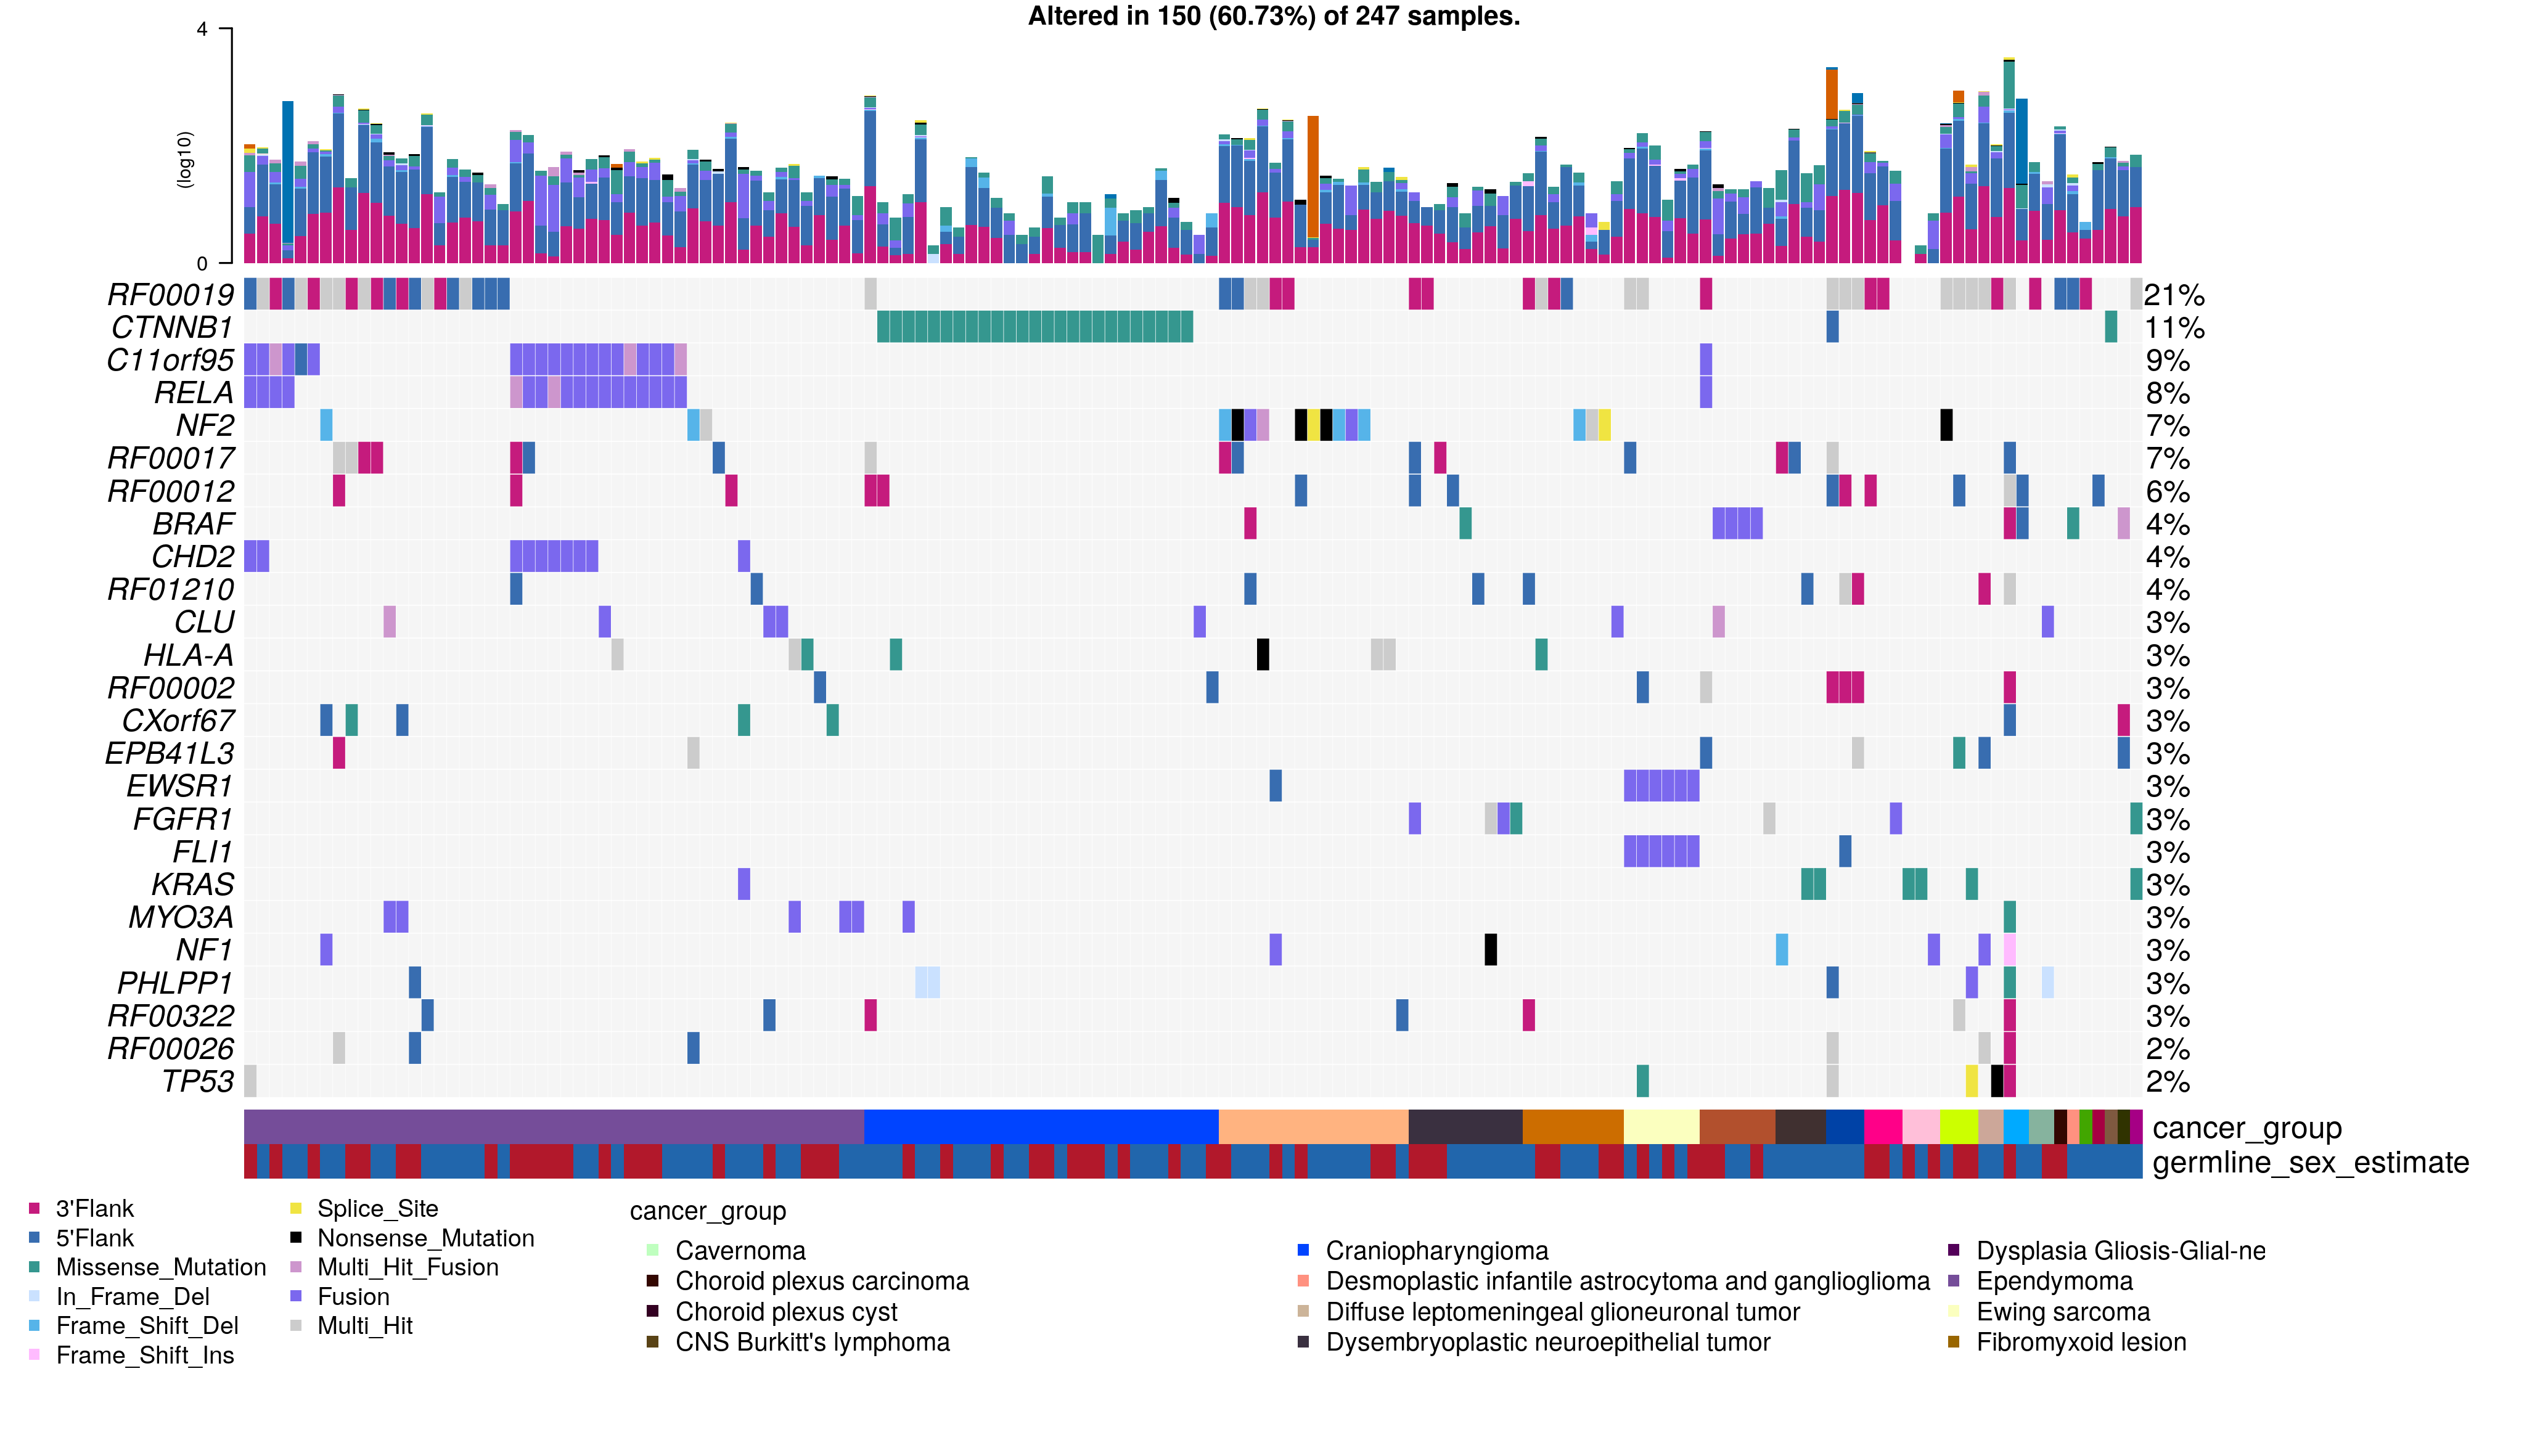 Altered in 150 (60.73%) of 247 samples.
4
(log10)
0
RF00019 21%
CTNNB1 11%
C11orf95 9%
RELA 8%
NF2 7%
RF00017 7%
RF00012 6%
BRAF 4%
CHD2 4%
RF01210 4%
CLU 3%
HLA-A 3%
RF00002 3%
CXorf67 3%
EPB41L3 3%
EWSR1 3%
FGFR1 3%
FLI1 3%
KRAS 3%
MYO3A 3%
NF1 3%
PHLPP1 3%
RF00322 3%
RF00026 2%
TP53 2%
cancer_group
germline_sex_estimate
3'Flank
5'Flank
Missense_Mutation
In_Frame_Del
Frame_Shift_Del
Frame_Shift_Ins
Splice_Site
Nonsense_Mutation
Multi_Hit_Fusion
Fusion
Multi_Hit
cancer_group
Cavernoma
Choroid plexus carcinoma
Choroid plexus cyst
CNS Burkitt's lymphoma
Craniopharyngioma
Desmoplastic infantile astrocytoma and ganglioglioma
Diffuse leptomeningeal glioneuronal tumor
Dysembryoplastic neuroepithelial tumor
Dysplasia Gliosis-Glial-ne
Ependymoma
Ewing sarcoma
Fibromyxoid lesion